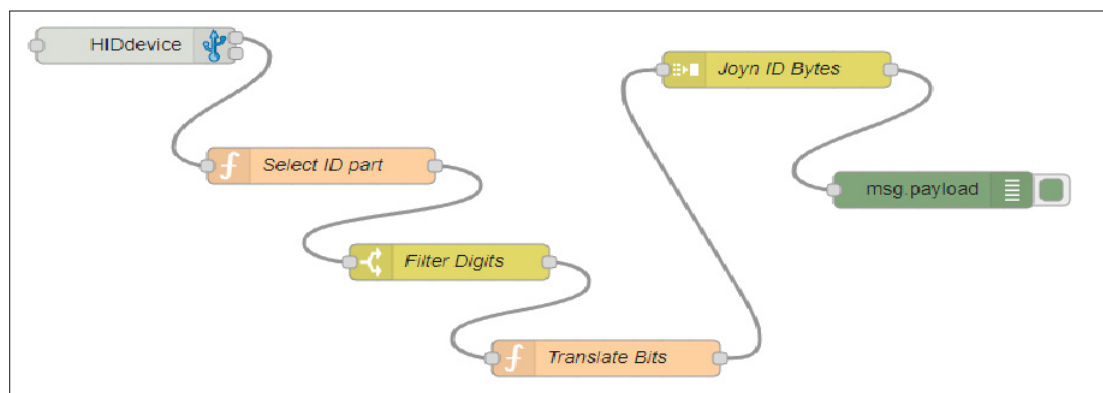 HIDdevice
Select ID part
Filter Digits
Translate Bits
Joyn ID Bytes
msg.payload